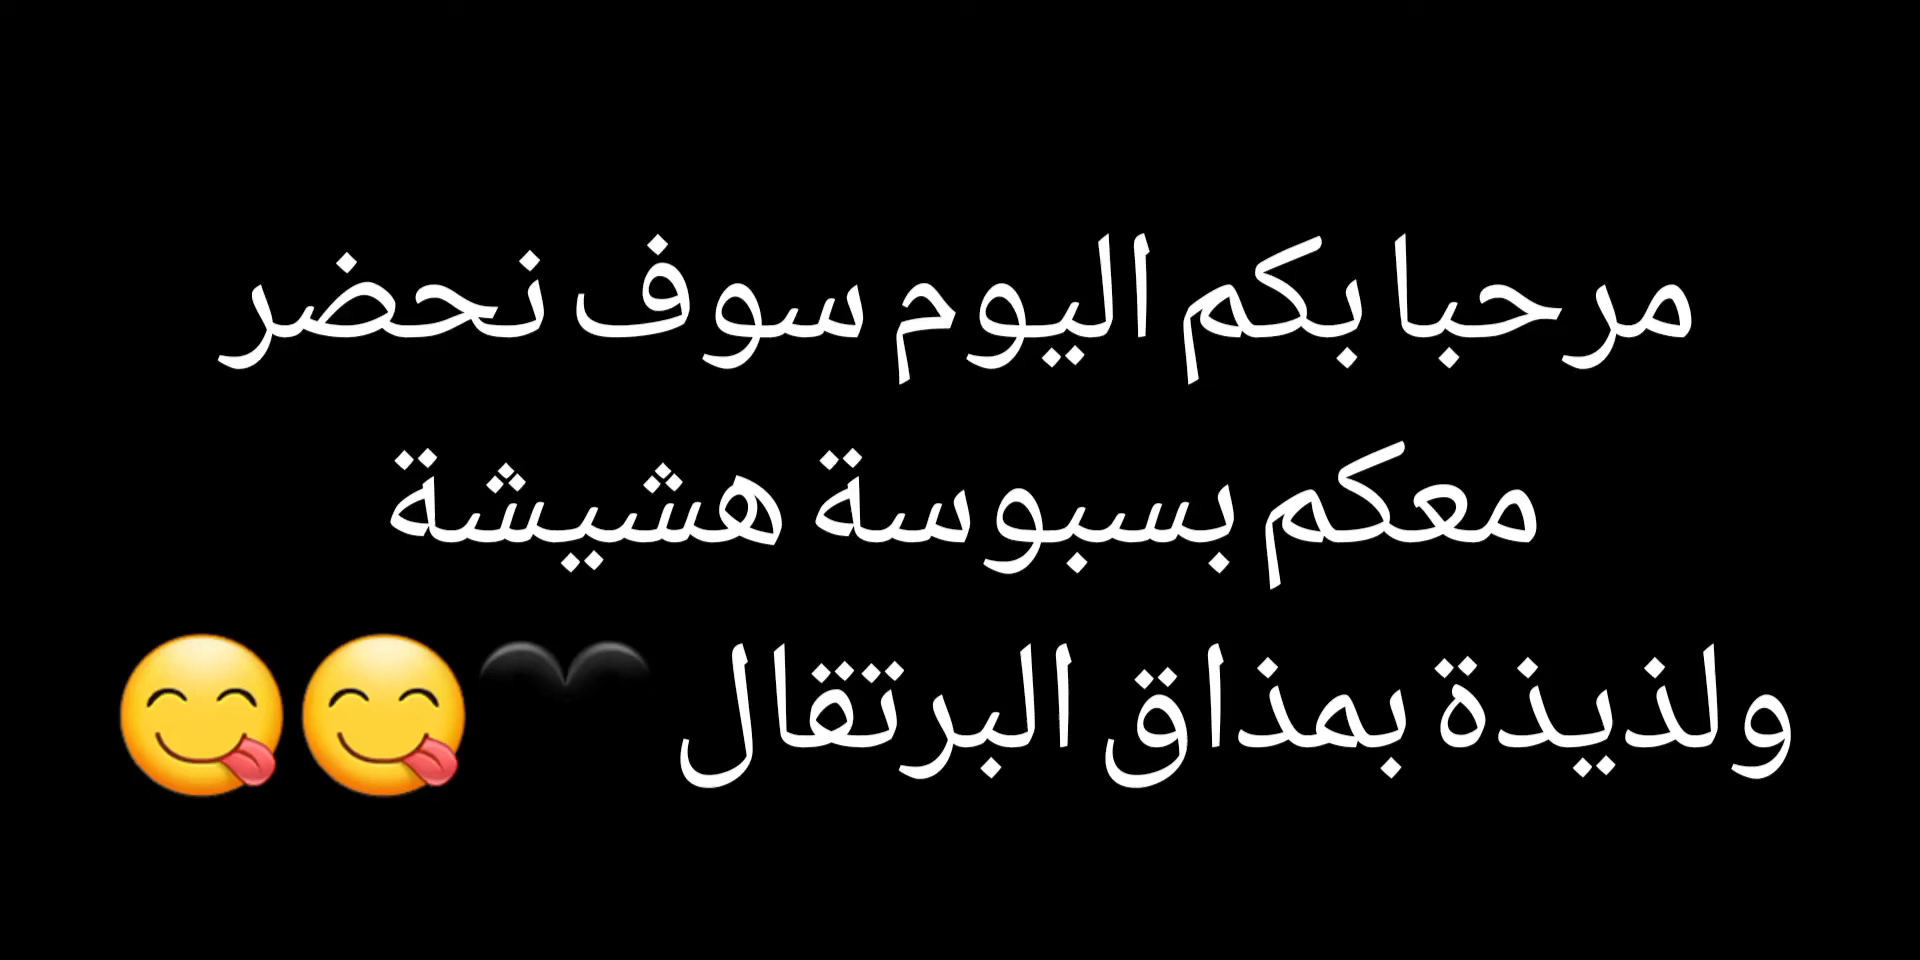 مرحبا بكم اليوم سوف نحضر
معكم بسبوسة هشيشة
ولذيذة بمذاق البرتقال 🖤😋😋